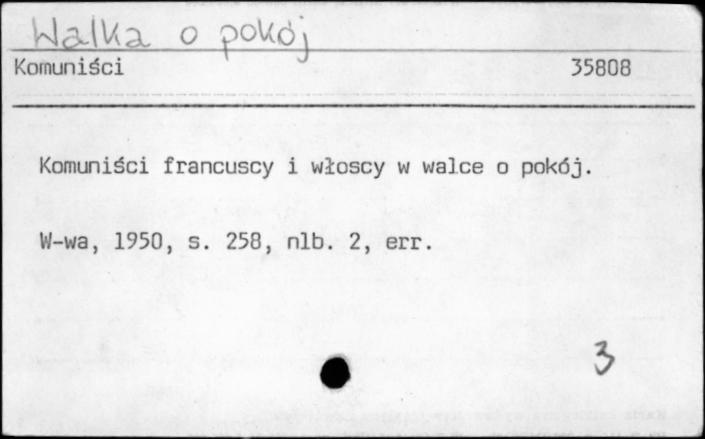 Walka o pokój
Komuniści 35808
Komuniści francuscy i włoscy w walce o pokój.
W-wa, 1950, s. 258, nlb. 2, err.
3